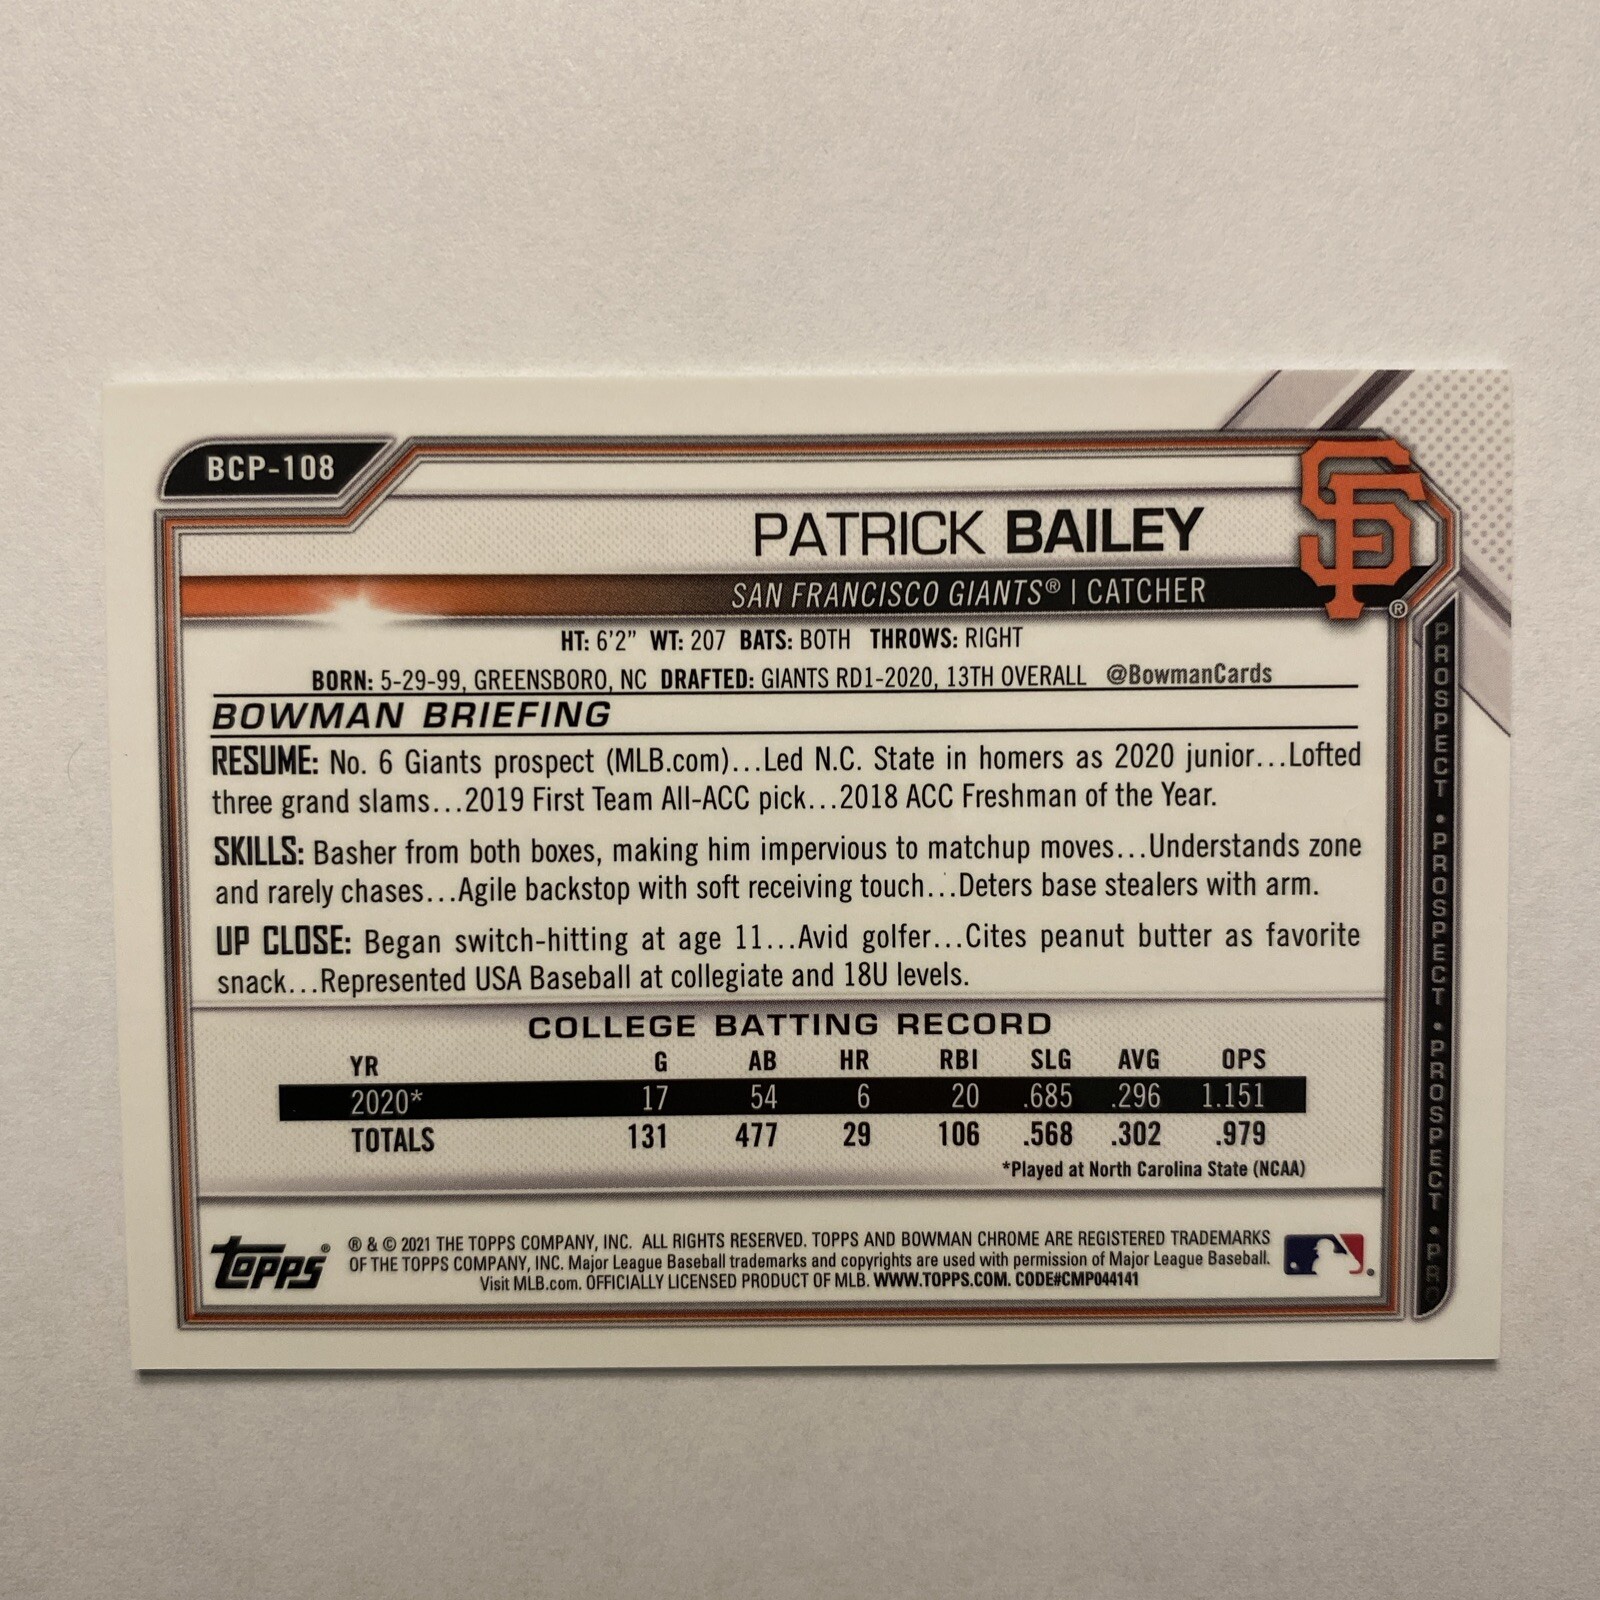 BCP-108
PATRICK BAILEY
SAN FRANCISCO GIANTS® | CATCHER
SF
®
HT: 6'2" WT: 207 BATS: BOTH THROWS: RIGHT
BORN: 5-29-99, GREENSBORO, NC DRAFTED: GIANTS RD1-2020, 13TH OVERALL @BowmanCards
BOWMAN BRIEFING
RESUME: No. 6 Giants prospect (MLB.com)...Led N.C. State in homers as 2020 junior...Lofted
three grand slams...2019 First Team All-ACC pick...2018 ACC Freshman of the Year.
SKILLS: Basher from both boxes, making him impervious to matchup moves...Understands zone
and rarely chases...Agile backstop with soft receiving touch...Deters base stealers with arm.
UP CLOSE: Began switch-hitting at age 11...Avid golfer...Cites peanut butter as favorite
snack...Represented USA Baseball at collegiate and 18U levels.
COLLEGE BATTING RECORD
YR G AB HR RBI SLG AVG OPS
2020* 17 54 6 20 .685 .296 1.151
TOTALS 131 477 29 106 .568 .302 .979
*Played at North Carolina State (NCAA)
topps®
® & © 2021 THE TOPPS COMPANY, INC. ALL RIGHTS RESERVED. TOPPS AND BOWMAN CHROME ARE REGISTERED TRADEMARKS
OF THE TOPPS COMPANY, INC. Major League Baseball trademarks and copyrights are used with permission of Major League Baseball.
Visit MLB.com. OFFICIALLY LICENSED PRODUCT OF MLB. WWW.TOPPS.COM. CODE#CMP044141
PROSPECT • PROSPECT • PROSPECT • PRO